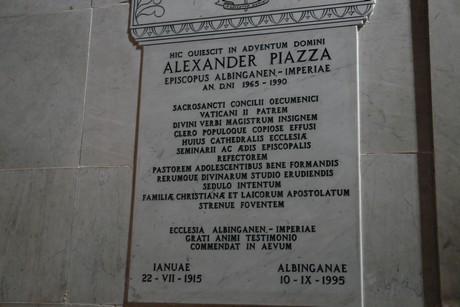 HIC QUIESCIT IN ADVENTUM DOMINI
ALEXANDER PIAZZA
EPISCOPUS ALBINGANEN.-IMPERIAE
AN. D.NI 1965-1990
SACROSANCTI CONCILII OECUMENICI
VATICANI II PATREM
DIVINI VERBI MAGISTRUM INSIGNEM
CLERO POPULOQUE COPIOSE EFFUSI
HUIUS CATHEDRALIS ECCLESIÆ
SEMINARII AC ÆDIS EPISCOPALIS
REFECTOREM
PASTOREM ADOLESCENTIBUS BENE FORMANDIS
RERUMQUE DIVINARUM STUDIO ERUDIENDIS
SEDULO INTENTUM
FAMILIÆ CHRISTIANÆ ET LAICORUM APOSTOLATUM
STRENUE FOVENTEM
ECCLESIA ALBINGANEN.-IMPERIAE
GRATI ANIMI TESTIMONIO
COMMENDAT IN AEVUM
IANUAE ALBINGANAE
22-VII-1915 10-IX-1995